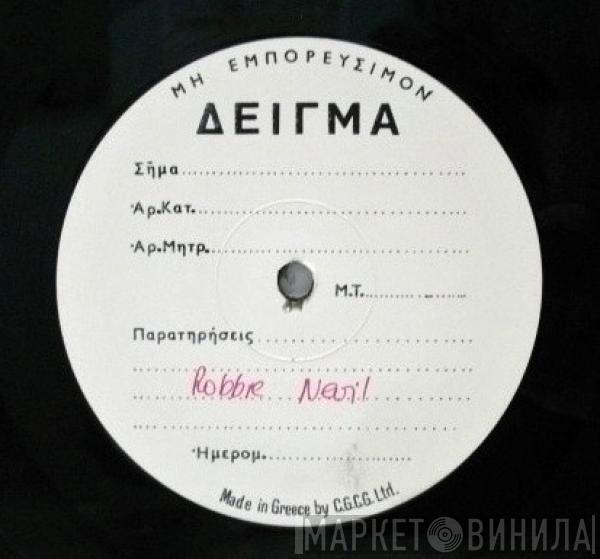 ΜΗ ΕΜΠΟΡΕΥΣΙΜΟΝ
ΔΕΙΓΜΑ
Σῆμα
Ἀρ.Κατ.
Ἀρ.Μητρ.
Μ.Τ.
Παρατηρήσεις
Robbie Nevil
Ἡμερομ.
Made in Greece by C.G.C.G. Ltd.
МАРКЕТ ВИНИЛА